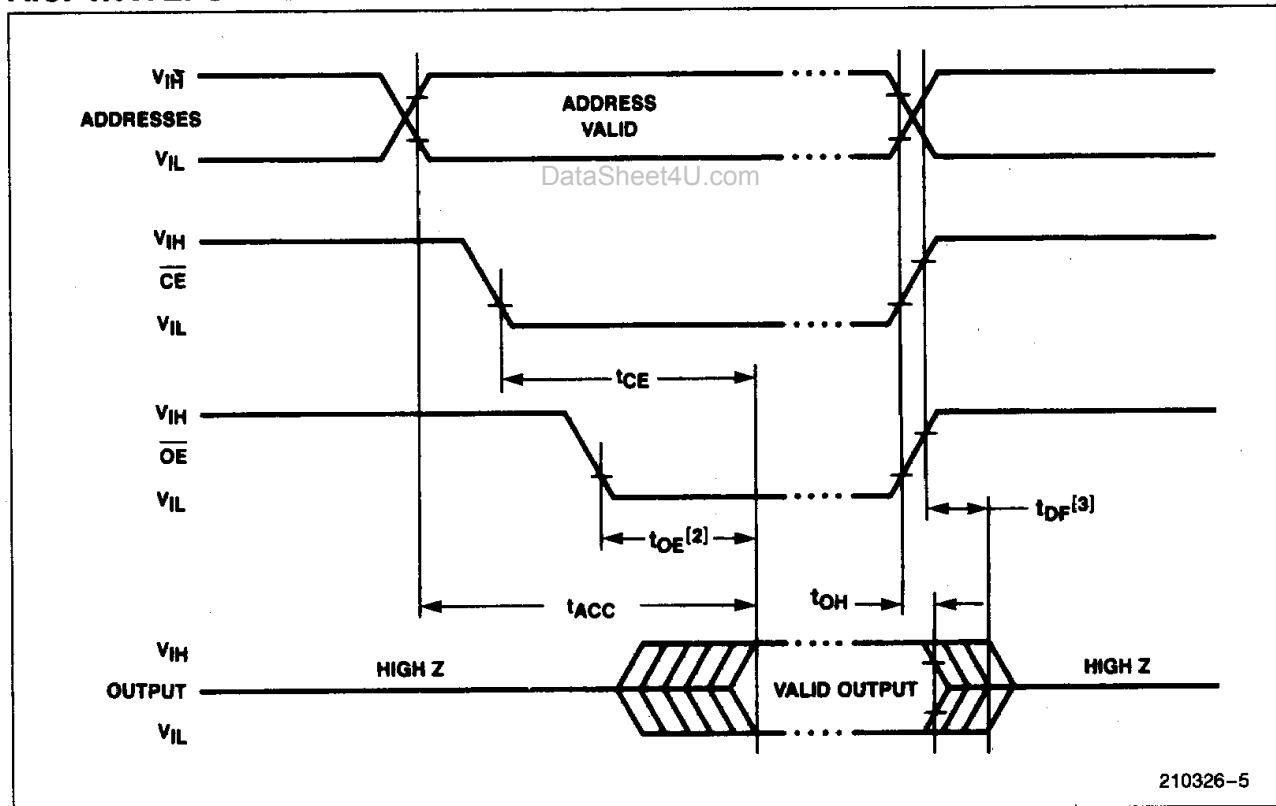 VIH
ADDRESSES
VIL
ADDRESS
VALID
DataSheet4U.com
VIH
CE
VIL
tCE
VIH
OE
VIL
tDF[3]
tOE[2]
tACC
tOH
VIH
OUTPUT
VIL
HIGH Z
VALID OUTPUT
HIGH Z
210326-5